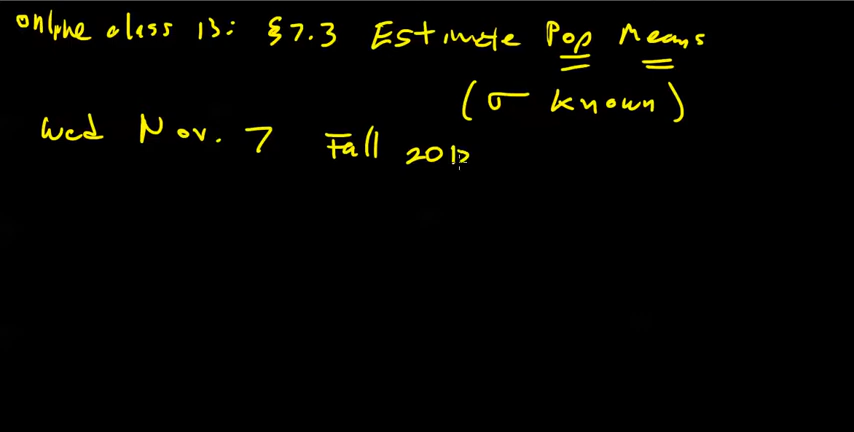 Online class 13: §7.3 Estimate Pop Means
(σ known)
Wed Nov. 7 Fall 2012